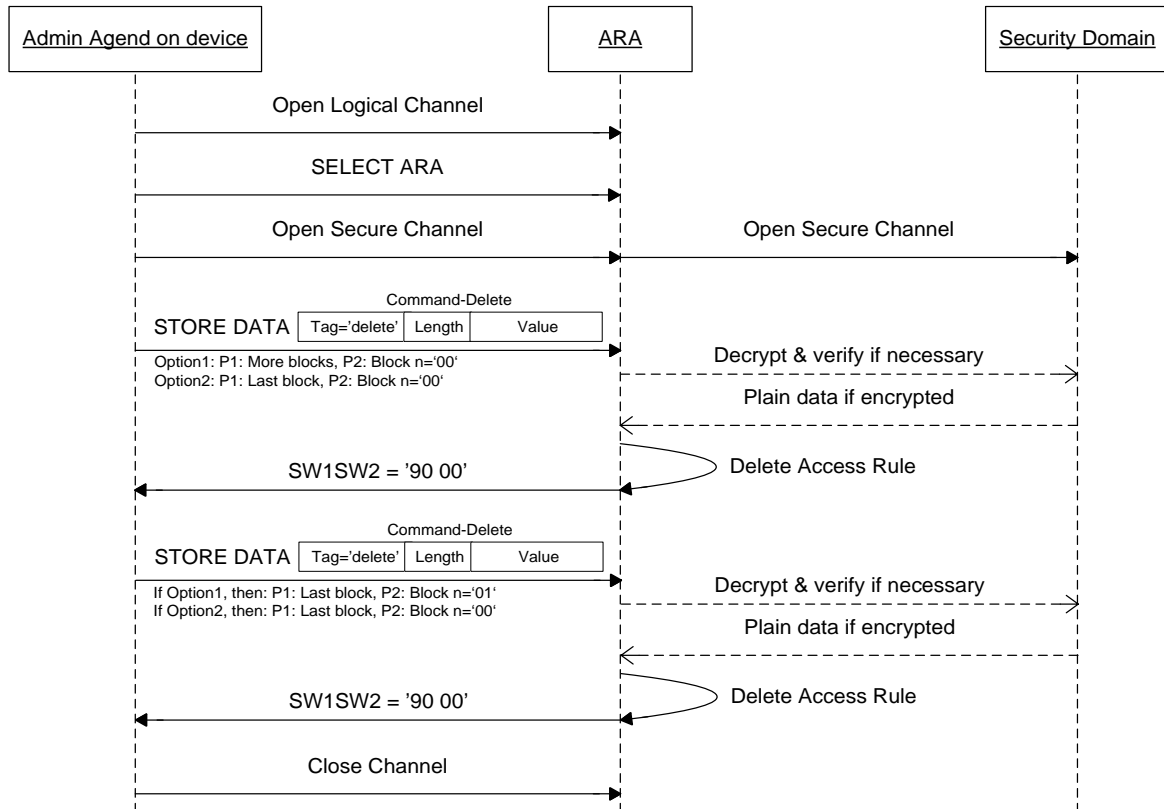 Admin Agend on device
ARA
Security Domain
Open Logical Channel
SELECT ARA
Open Secure Channel
Open Secure Channel
Command-Delete
STORE DATA
Tag='delete'
Length
Value
Option1: P1: More blocks, P2: Block n=‘00‘
Option2: P1: Last block, P2: Block n=‘00‘
Decrypt & verify if necessary
Plain data if encrypted
Delete Access Rule
SW1SW2 = '90 00’
Command-Delete
STORE DATA
Tag='delete’
Length
Value
If Option1, then: P1: Last block, P2: Block n=‘01‘
If Option2, then: P1: Last block, P2: Block n=‘00‘
Decrypt & verify if necessary
Plain data if encrypted
Delete Access Rule
SW1SW2 = '90 00’
Close Channel